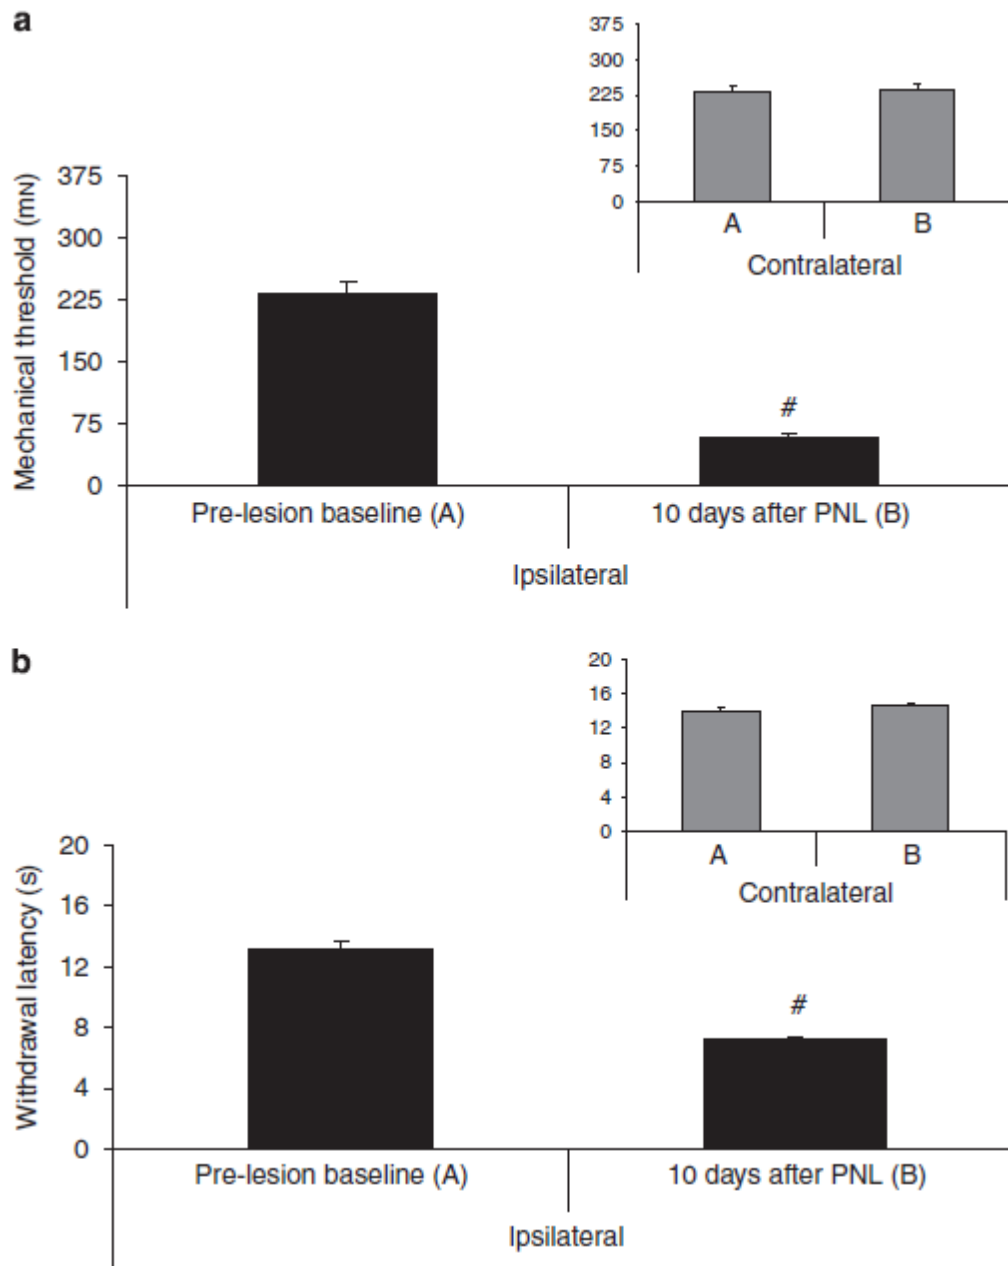 a
375
300
225
150
75
0
A B
Contralateral
Mechanical threshold (mN)
375
300
225
150
75
0
#
Pre-lesion baseline (A) 10 days after PNL (B)
Ipsilateral
b
20
16
12
8
4
0
A B
Contralateral
Withdrawal latency (s)
20
16
12
8
4
0
#
Pre-lesion baseline (A) 10 days after PNL (B)
Ipsilateral